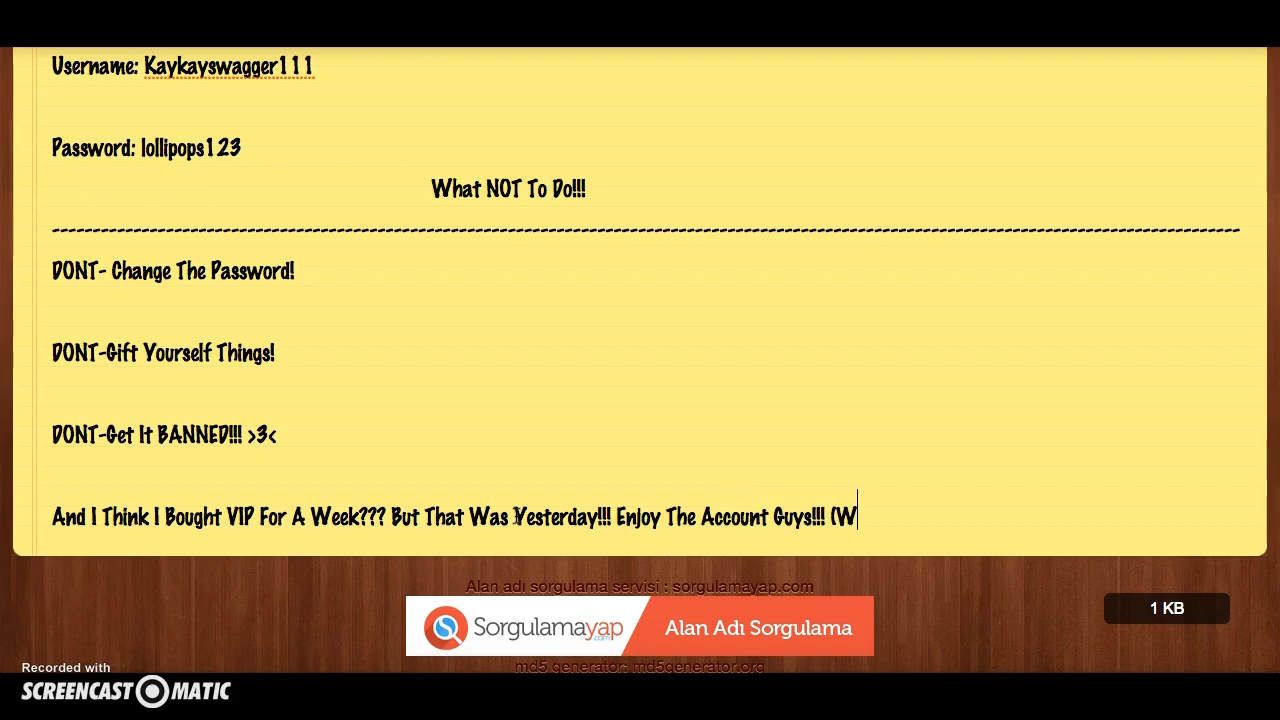 Username: Kaykayswagger111
Password: lollipops123
What NOT To Do!!!
--------------------------------------------------------------------------------------------------------------------------------------------
DONT- Change The Password!
DONT-Gift Yourself Things!
DONT-Get It BANNED!!! >3<
And I Think I Bought VIP For A Week??? But That Was Yesterday!!! Enjoy The Account Guys!!! (W
Alan adı sorgulama servisi : sorgulamayap.com
Sorgulamayap.com Alan Adı Sorgulama
1 KB
md5 generator: md5generator.org
Recorded with
SCREENCAST-O-MATIC